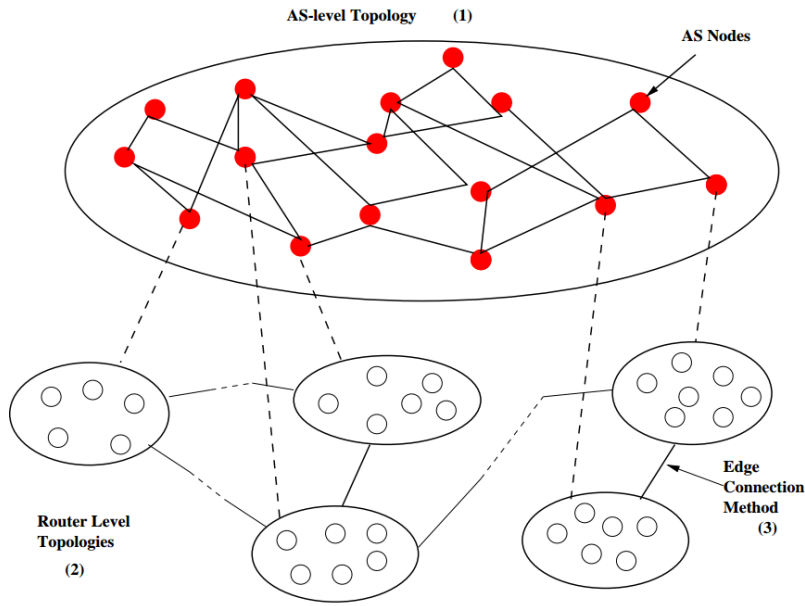 AS-level Topology (1)
AS Nodes
Edge
Connection
Method
(3)
Router Level
Topologies
(2)